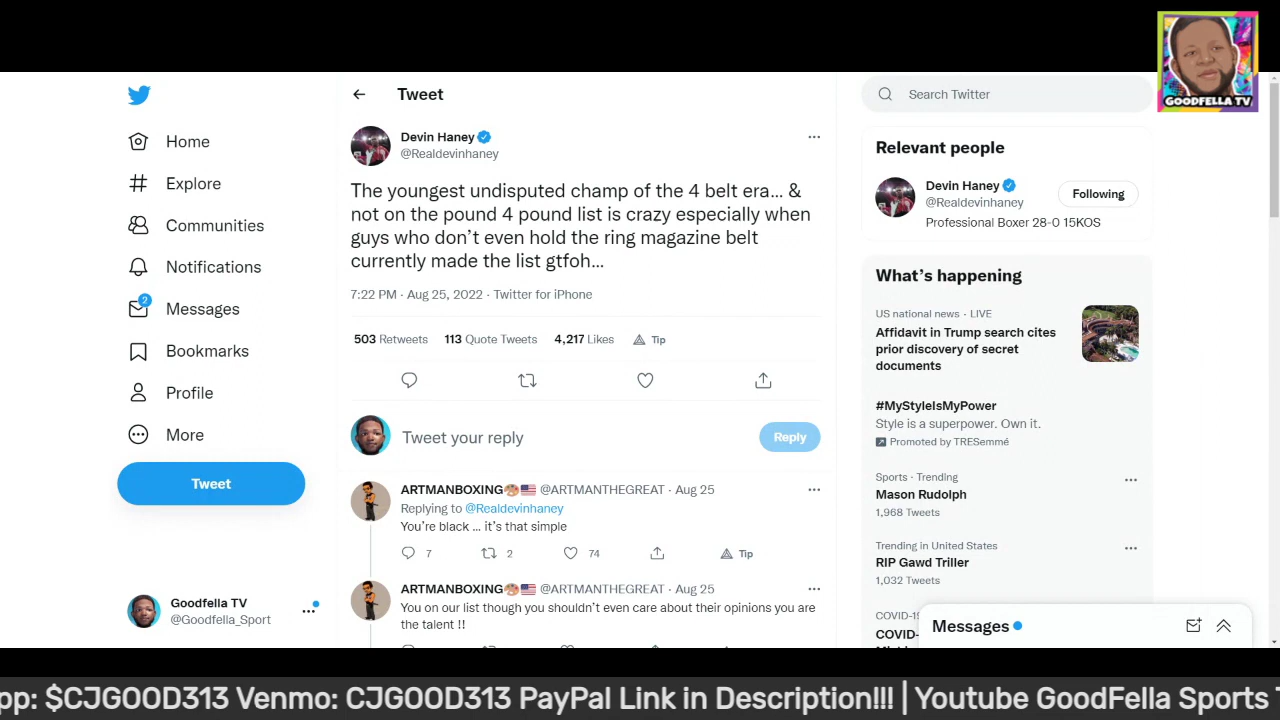 GOODFELLA TV
Home
Explore
Communities
Notifications
2
Messages
Bookmarks
Profile
More
Tweet
Goodfella TV
@Goodfella_Sport
Tweet
Devin Haney
@Realdevinhaney
The youngest undisputed champ of the 4 belt era... &
not on the pound 4 pound list is crazy especially when
guys who don't even hold the ring magazine belt
currently made the list gtfoh...
7:22 PM · Aug 25, 2022 · Twitter for iPhone
503 Retweets 113 Quote Tweets 4,217 Likes Tip
Tweet your reply
Reply
ARTMANBOXING🎨🇺🇸 @ARTMANTHEGREAT · Aug 25
Replying to @Realdevinhaney
You're black ... it's that simple
7 2 74 Tip
ARTMANBOXING🎨🇺🇸 @ARTMANTHEGREAT · Aug 25
You on our list though you shouldn't even care about their opinions you are
the talent !!
Search Twitter
Relevant people
Devin Haney
@Realdevinhaney
Following
Professional Boxer 28-0 15KOS
What's happening
US national news · LIVE
Affidavit in Trump search cites
prior discovery of secret
documents
#MyStyleIsMyPower
Style is a superpower. Own it.
Promoted by TRESemmé
Sports · Trending
Mason Rudolph
1,968 Tweets
Trending in United States
RIP Gawd Triller
1,032 Tweets
COVID-1
COVID-
Messages
pp: $CJGOOD313 Venmo: CJGOOD313 PayPal Link in Description!!! | Youtube GoodFella Sports T